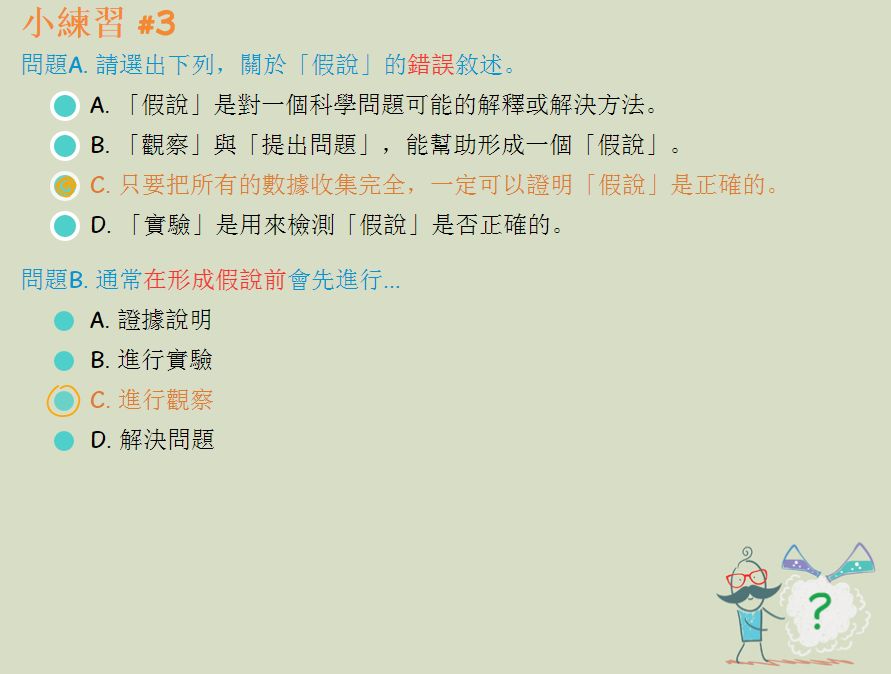 小練習 #3
問題A. 請選出下列，關於「假說」的錯誤敘述。
A. 「假說」是對一個科學問題可能的解釋或解決方法。
B. 「觀察」與「提出問題」，能幫助形成一個「假說」。
C. 只要把所有的數據收集完全，一定可以證明「假說」是正確的。
D. 「實驗」是用來檢測「假說」是否正確的。
問題B. 通常在形成假說前會先進行...
A. 證據說明
B. 進行實驗
C. 進行觀察
D. 解決問題
?